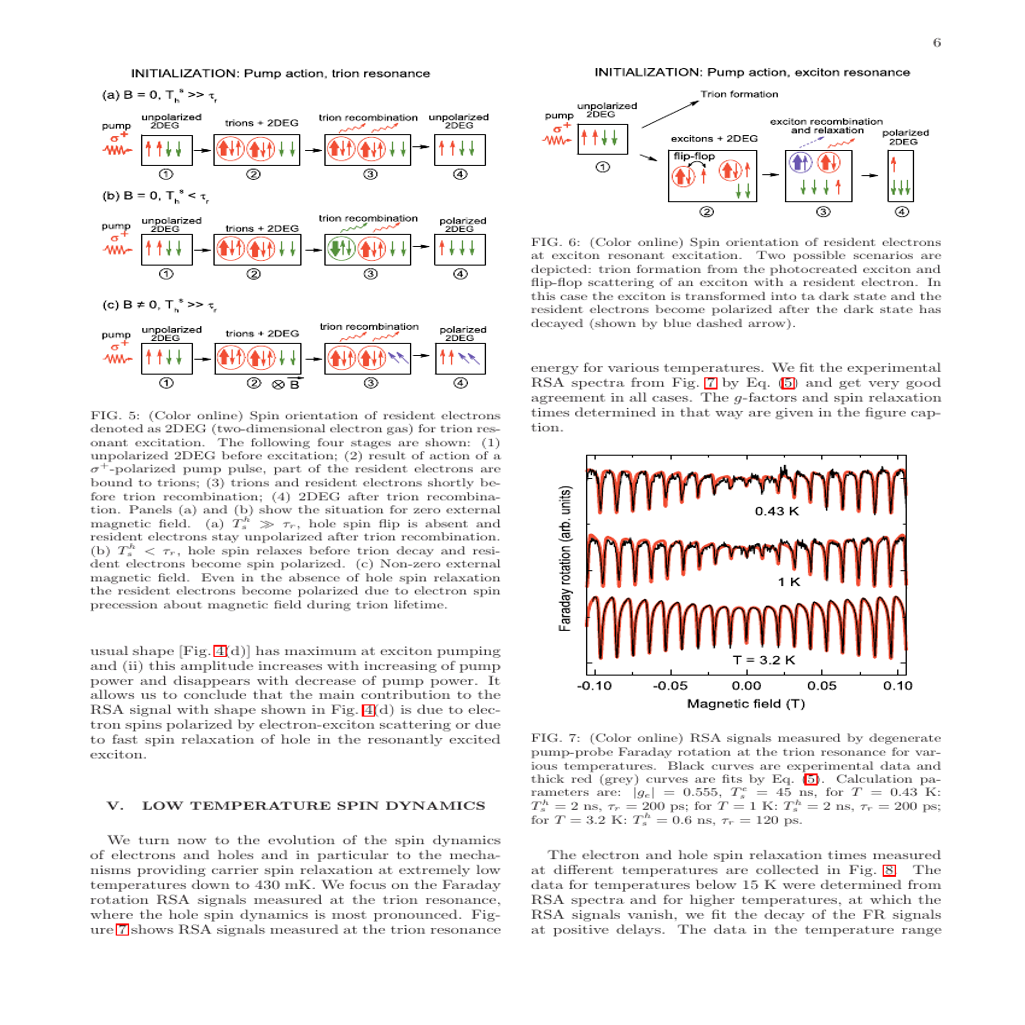 6
INITIALIZATION: Pump action, trion resonance
(a) B = 0, T_h^s >> τ_r
pump
σ+
unpolarized
2DEG
trions + 2DEG
trion recombination
unpolarized
2DEG
① ② ③ ④
(b) B = 0, T_h^s < τ_r
pump
σ+
unpolarized
2DEG
trions + 2DEG
trion recombination
polarized
2DEG
① ② ③ ④
(c) B ≠ 0, T_h^s >> τ_r
pump
σ+
unpolarized
2DEG
trions + 2DEG
trion recombination
polarized
2DEG
① ② ⊗ B ③ ④
FIG. 5: (Color online) Spin orientation of resident electrons
denoted as 2DEG (two-dimensional electron gas) for trion res-
onant excitation. The following four stages are shown: (1)
unpolarized 2DEG before excitation; (2) result of action of a
σ+-polarized pump pulse, part of the resident electrons are
bound to trions; (3) trions and resident electrons shortly be-
fore trion recombination; (4) 2DEG after trion recombina-
tion. Panels (a) and (b) show the situation for zero external
magnetic field. (a) T_s^h ≫ τ_r, hole spin flip is absent and
resident electrons stay unpolarized after trion recombination.
(b) T_s^h < τ_r, hole spin relaxes before trion decay and resi-
dent electrons become spin polarized. (c) Non-zero external
magnetic field. Even in the absence of hole spin relaxation
the resident electrons become polarized due to electron spin
precession about magnetic field during trion lifetime.
usual shape [Fig. 4(d)] has maximum at exciton pumping
and (ii) this amplitude increases with increasing of pump
power and disappears with decrease of pump power. It
allows us to conclude that the main contribution to the
RSA signal with shape shown in Fig. 4(d) is due to elec-
tron spins polarized by electron-exciton scattering or due
to fast spin relaxation of hole in the resonantly excited
exciton.
V. LOW TEMPERATURE SPIN DYNAMICS
We turn now to the evolution of the spin dynamics
of electrons and holes and in particular to the mecha-
nisms providing carrier spin relaxation at extremely low
temperatures down to 430 mK. We focus on the Faraday
rotation RSA signals measured at the trion resonance,
where the hole spin dynamics is most pronounced. Fig-
ure 7 shows RSA signals measured at the trion resonance
INITIALIZATION: Pump action, exciton resonance
Trion formation
pump
σ+
unpolarized
2DEG
①
excitons + 2DEG
flip-flop
②
exciton recombination
and relaxation
③
polarized
2DEG
④
FIG. 6: (Color online) Spin orientation of resident electrons
at exciton resonant excitation. Two possible scenarios are
depicted: trion formation from the photocreated exciton and
flip-flop scattering of an exciton with a resident electron. In
this case the exciton is transformed into ta dark state and the
resident electrons become polarized after the dark state has
decayed (shown by blue dashed arrow).
energy for various temperatures. We fit the experimental
RSA spectra from Fig. 7 by Eq. (5) and get very good
agreement in all cases. The g-factors and spin relaxation
times determined in that way are given in the figure cap-
tion.
Faraday rotation (arb. units)
0.43 K
1 K
T = 3.2 K
-0.10 -0.05 0.00 0.05 0.10
Magnetic field (T)
FIG. 7: (Color online) RSA signals measured by degenerate
pump-probe Faraday rotation at the trion resonance for var-
ious temperatures. Black curves are experimental data and
thick red (grey) curves are fits by Eq. (5). Calculation pa-
rameters are: |g_e| = 0.555, T_s^e = 45 ns, for T = 0.43 K:
T_s^h = 2 ns, τ_r = 200 ps; for T = 1 K: T_s^h = 2 ns, τ_r = 200 ps;
for T = 3.2 K: T_s^h = 0.6 ns, τ_r = 120 ps.
The electron and hole spin relaxation times measured
at different temperatures are collected in Fig. 8. The
data for temperatures below 15 K were determined from
RSA spectra and for higher temperatures, at which the
RSA signals vanish, we fit the decay of the FR signals
at positive delays. The data in the temperature range